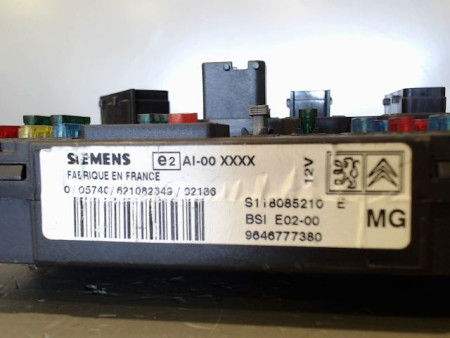 SIEMENS e2 AI-00 XXXX
FABRIQUE EN FRANCE
0/05740/621082349/02186
12V
S118085210 E
BSI E02-00
9646777380
MG